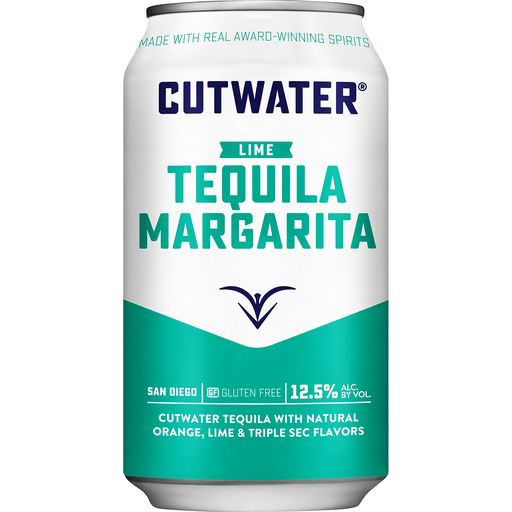 MADE WITH REAL AWARD-WINNING SPIRITS
CUTWATER®
LIME
TEQUILA
MARGARITA
SAN DIEGO | GF GLUTEN FREE | 12.5% ALC. BY VOL.
CUTWATER TEQUILA WITH NATURAL
ORANGE, LIME & TRIPLE SEC FLAVORS